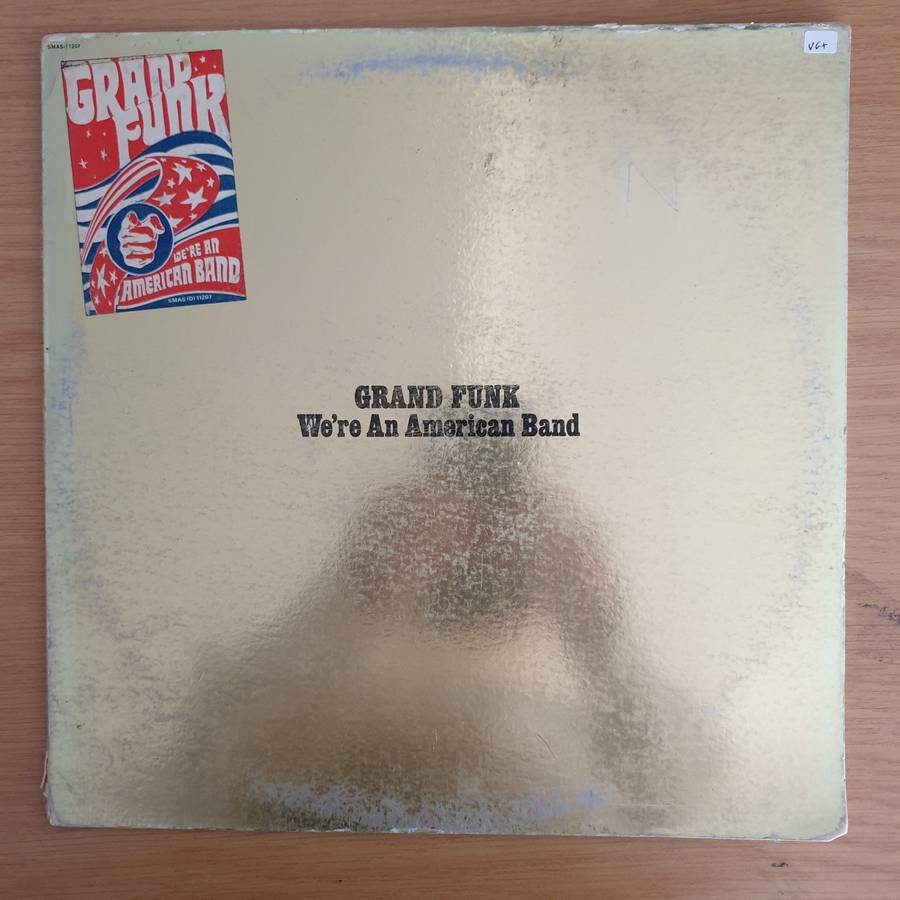 SMAS-11207
VG+
GRAND
FUNK
WE'RE AN
AMERICAN BAND
SMAS (D) 11207
N
GRAND FUNK
We're An American Band